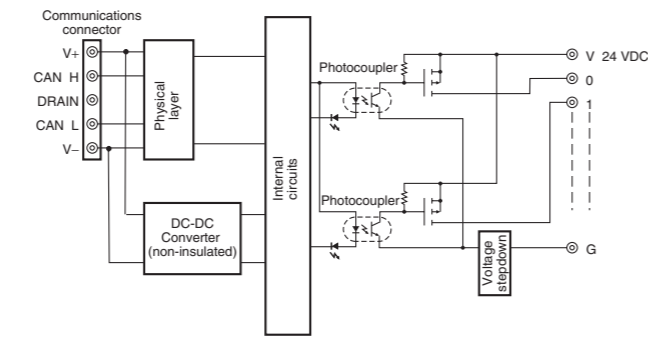 Communications
connector
V+
CAN H
DRAIN
CAN L
V−
Physical
layer
DC-DC
Converter
(non-insulated)
Internal
circuits
Photocoupler
Photocoupler
Voltage
stepdown
V 24 VDC
0
1
G